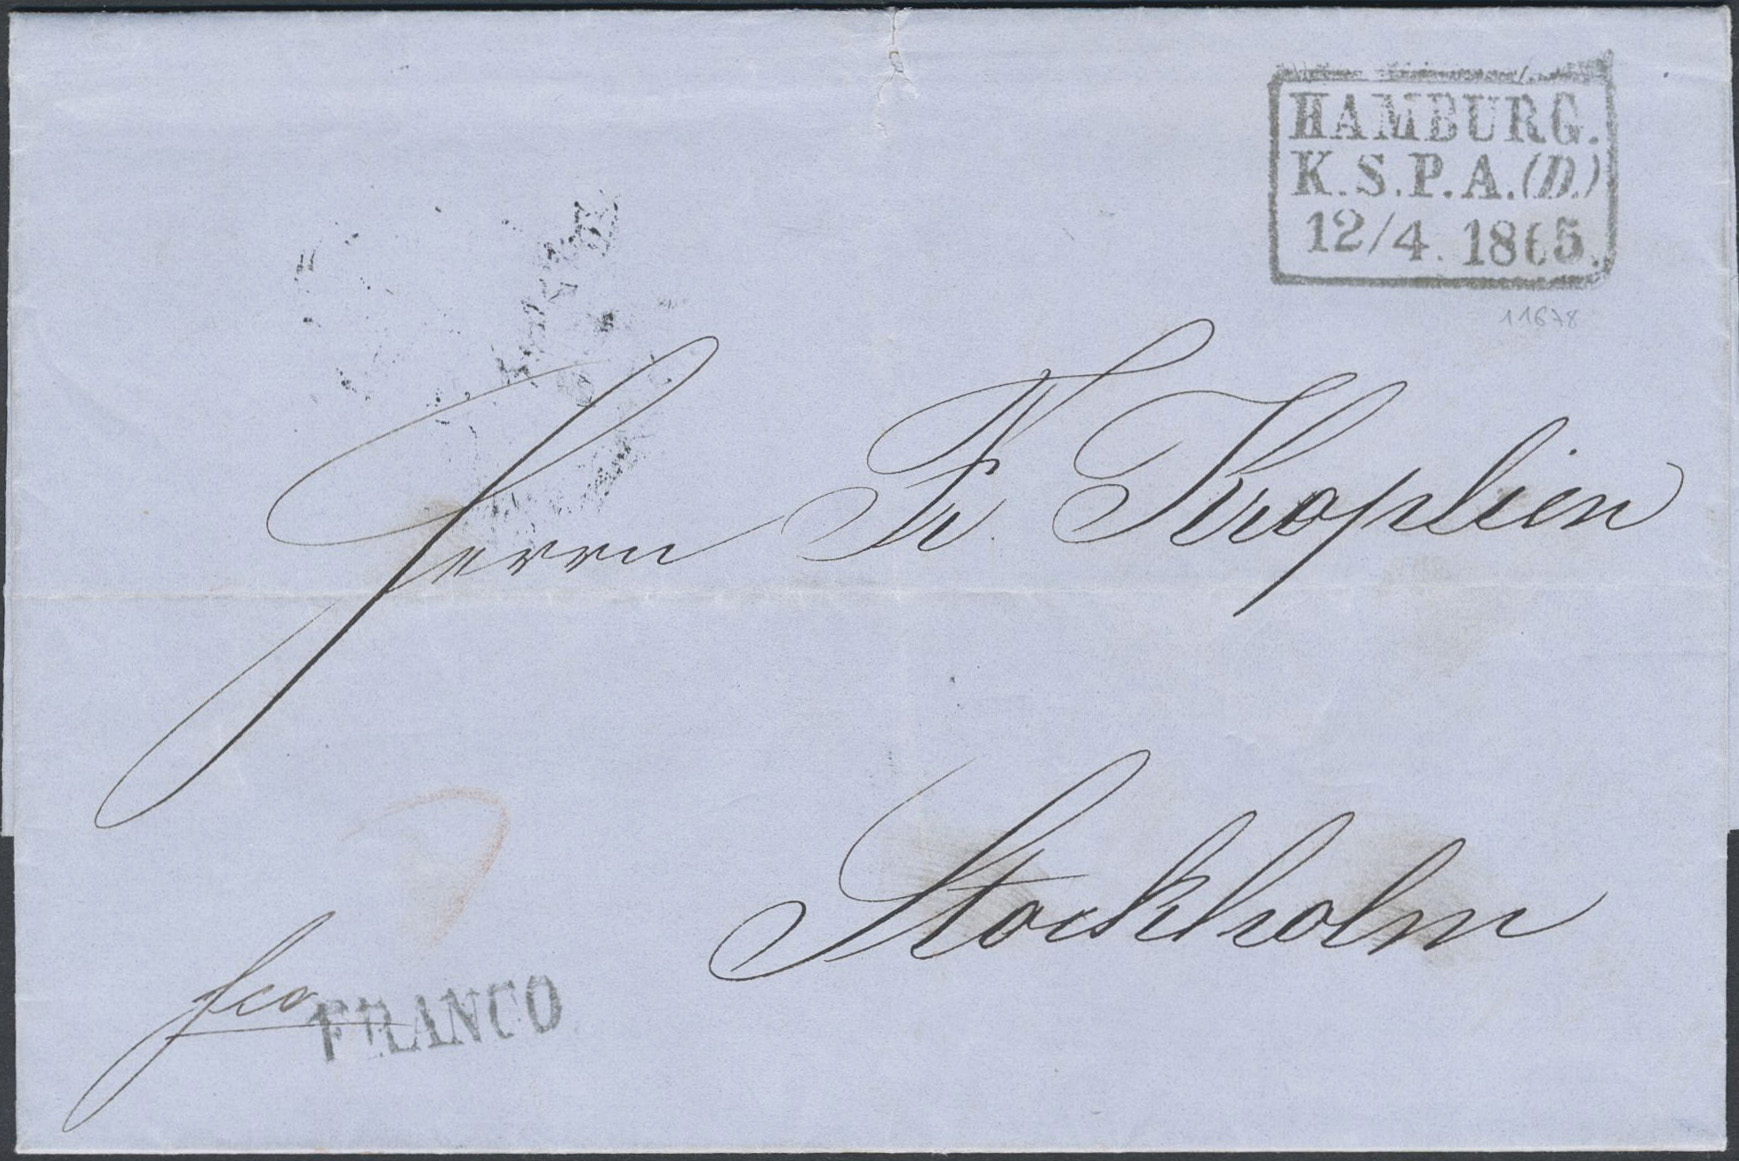 HAMBURG.
K.S.P.A.(D.)
12/4. 1865.
11678
Herrn Fr. Kroplien
Stockholm
fco
FRANCO